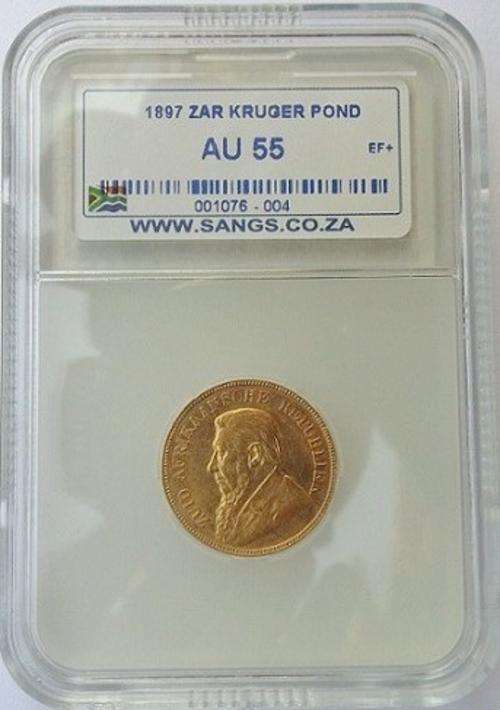 1897 ZAR KRUGER POND
AU 55
EF+
001076 - 004
WWW.SANGS.CO.ZA
ZUID AFRIKAANSCHE REPUBLIEK